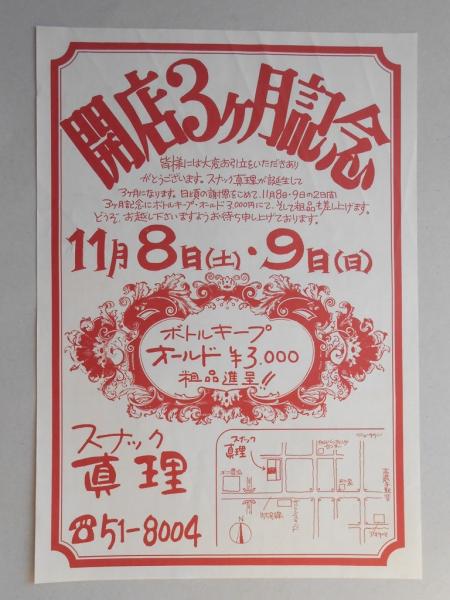 開店3ヶ月記念
皆様には大変お引立をいただきあり
がとうございます。スナック真理が誕生して
3ヶ月になります。日頃の謝恩をこめて、11月8日・9日の2日間
3ヶ月記念にボトルキープ・オールド3,000円にて、そして粗品も差し上げます。
どうぞ、お越し下さいますようお待ち申し上げております。
11月8日(土)・9日(日)
ボトルキープ
オールド ¥3,000
粗品進呈!!
スナック
真理
☎51-8004
スナック
真理
N